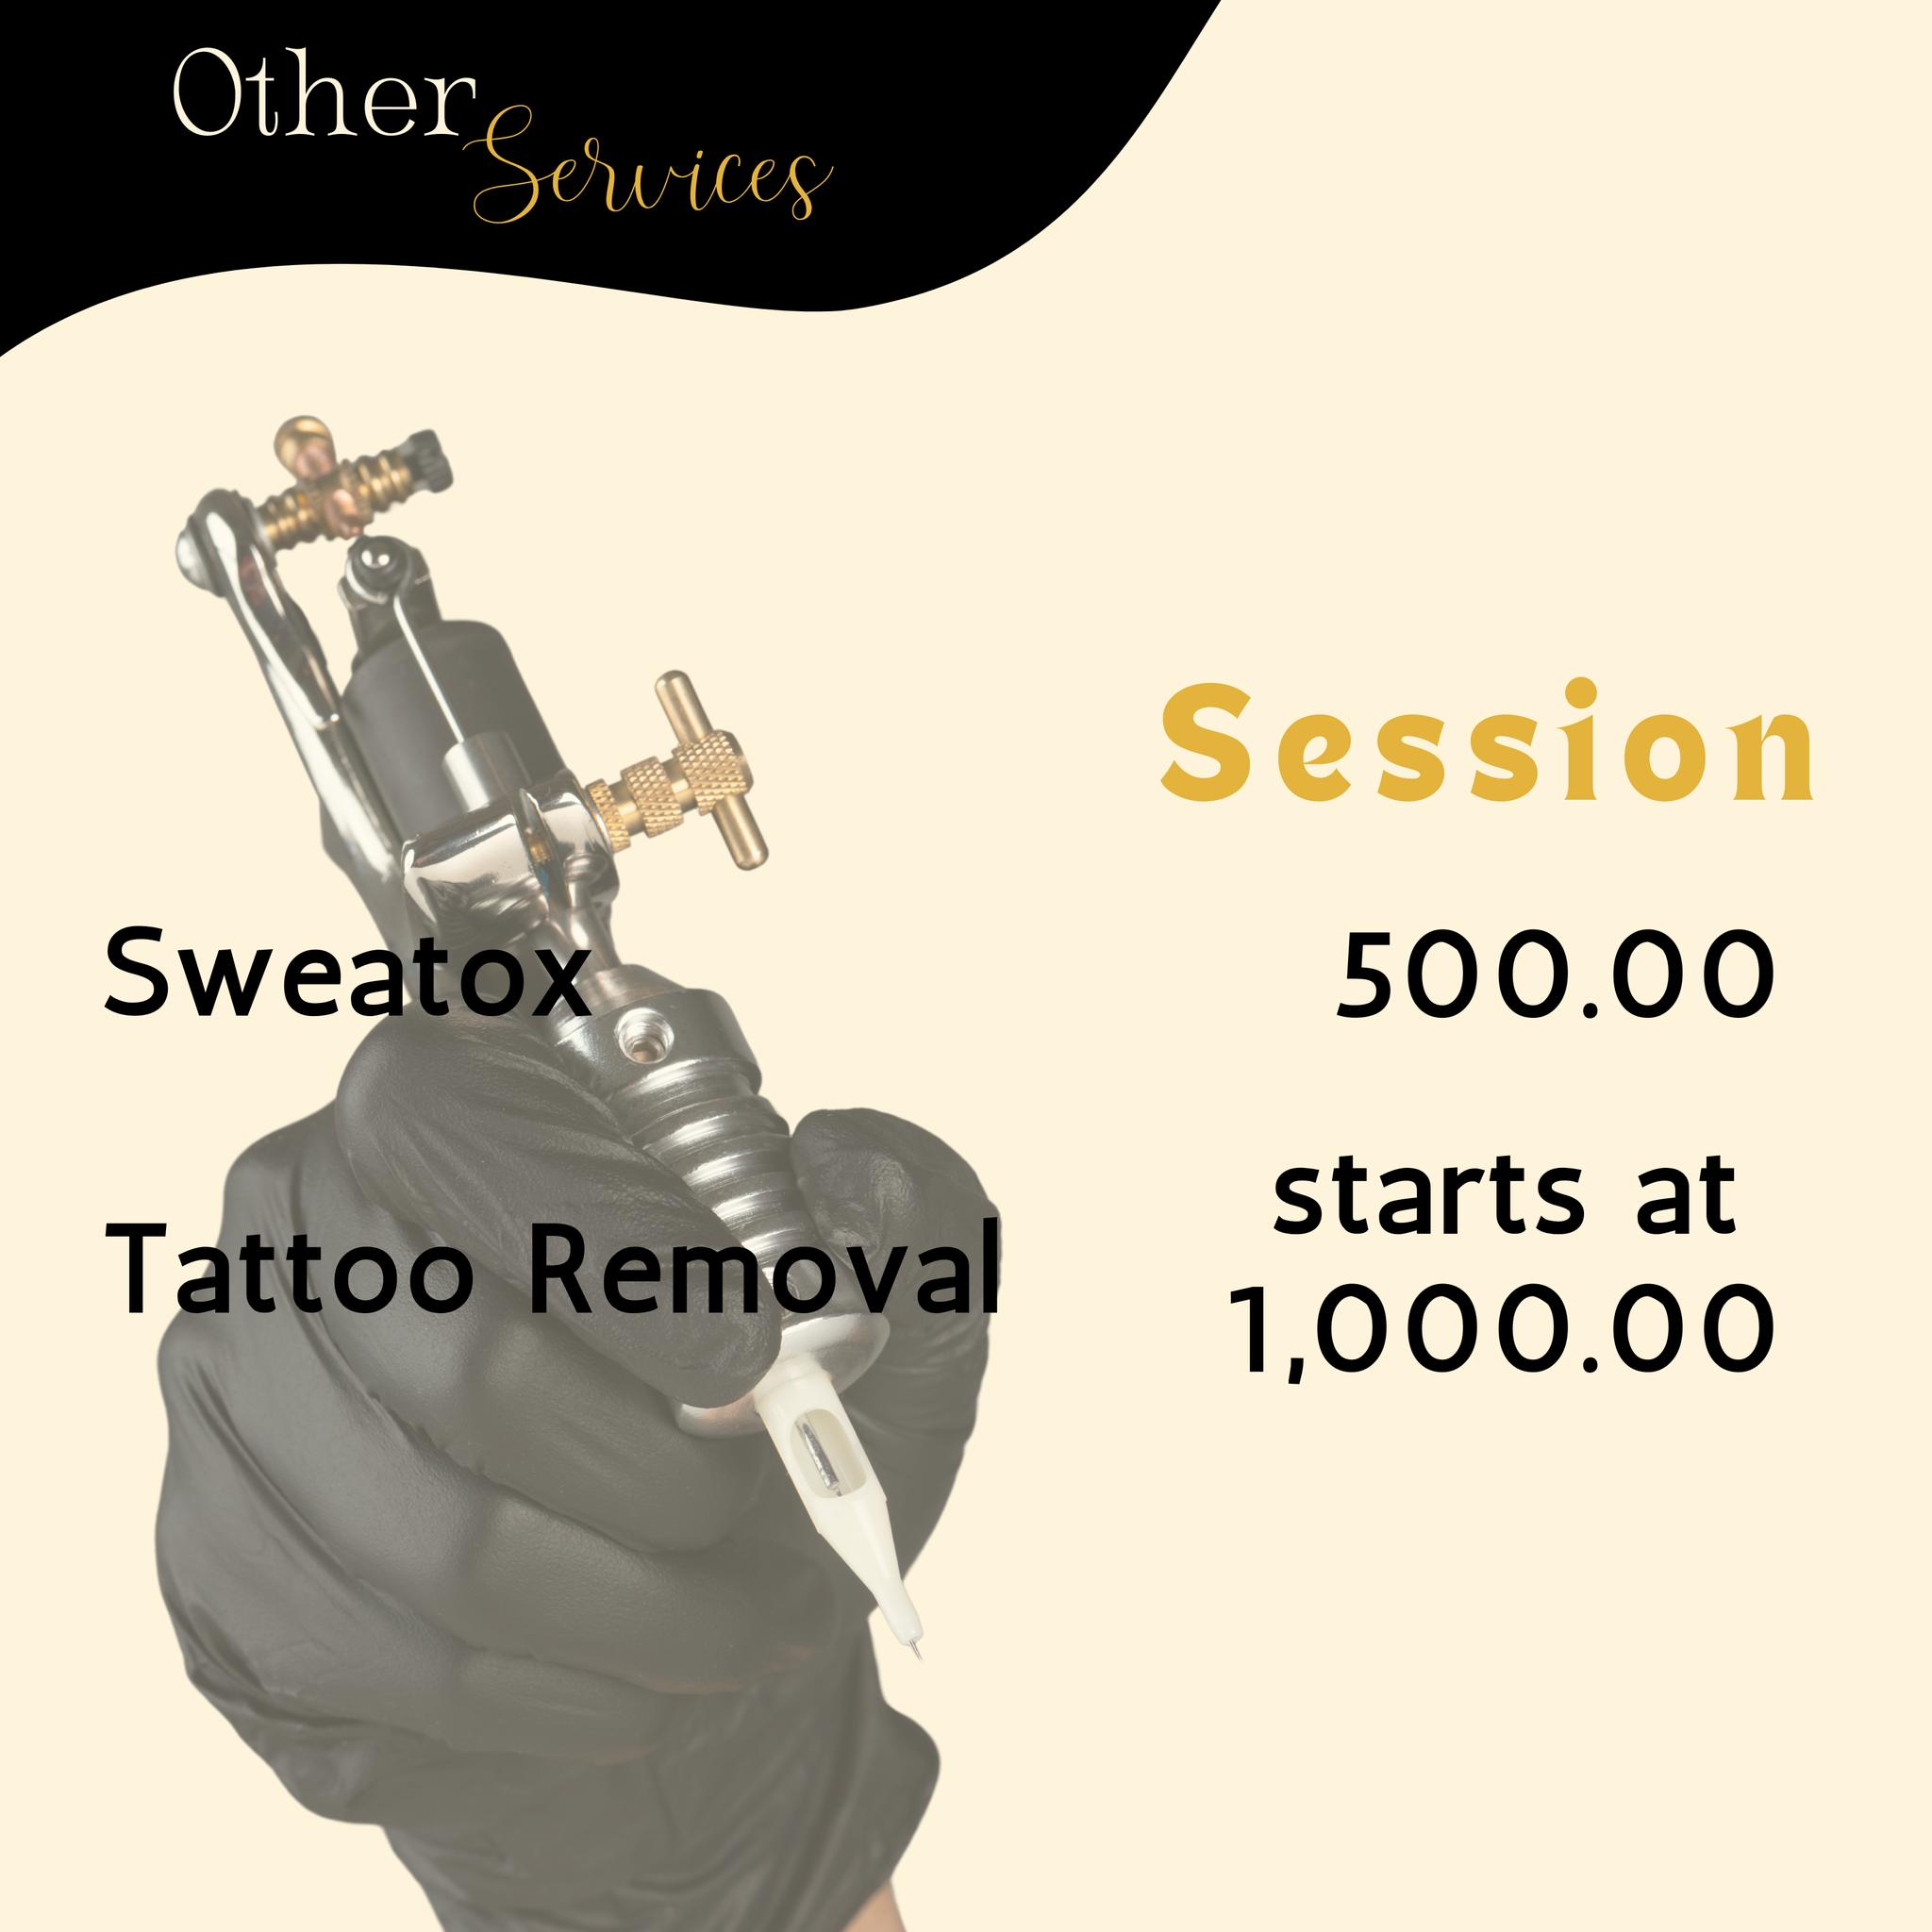 Other
Services
Session
Sweatox 500.00
Tattoo Removal starts at
1,000.00